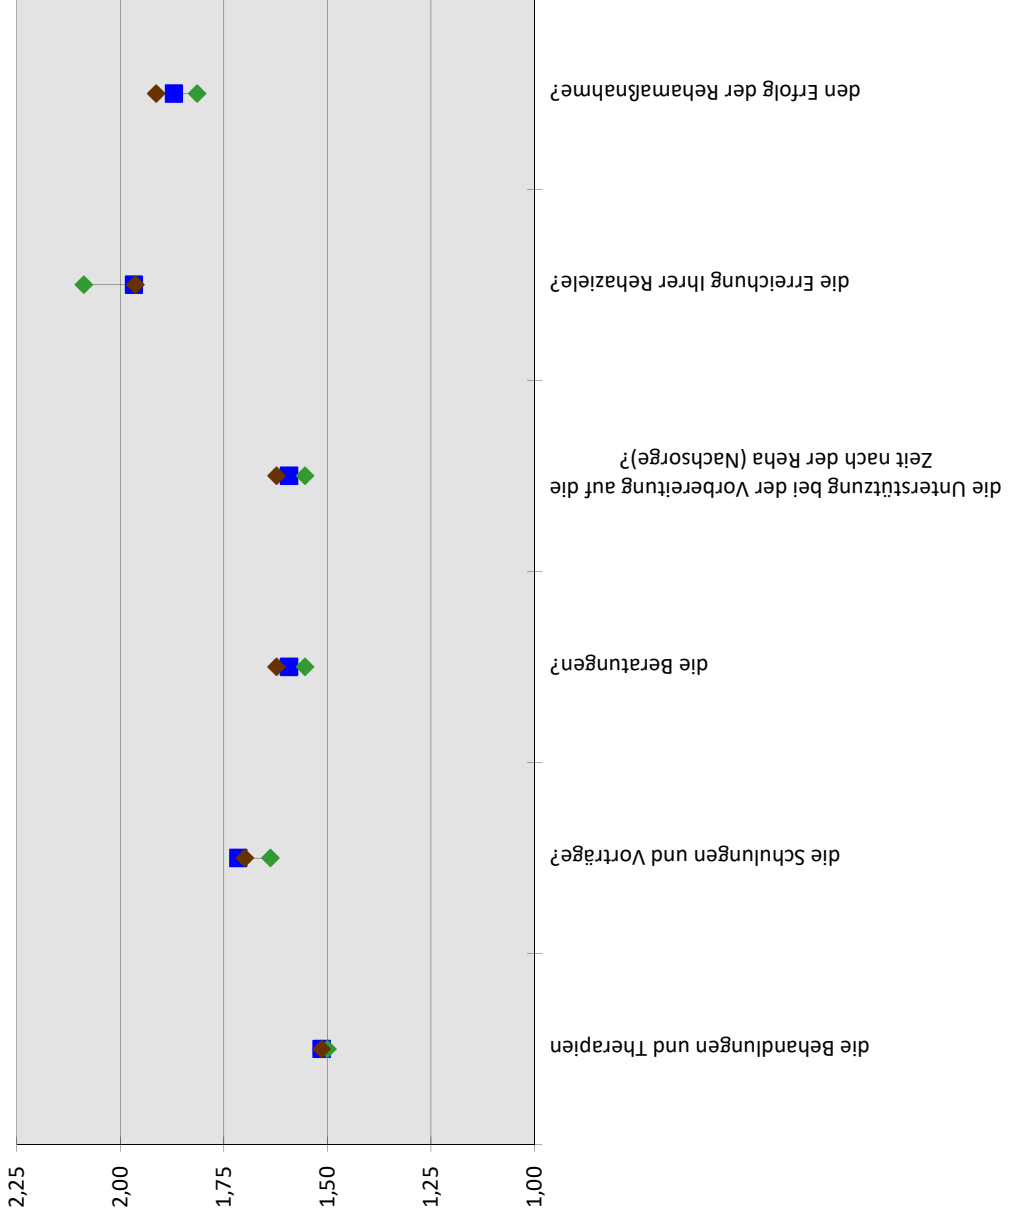 die Behandlungen und Therapien
die Schulungen und Vorträge?
die Beratungen?
die Unterstützung bei der Vorbereitung auf die
Zeit nach der Reha (Nachsorge)?
die Erreichung Ihrer Rehaziele?
den Erfolg der Rehamaßnahme?
1,00
1,25
1,50
1,75
2,00
2,25